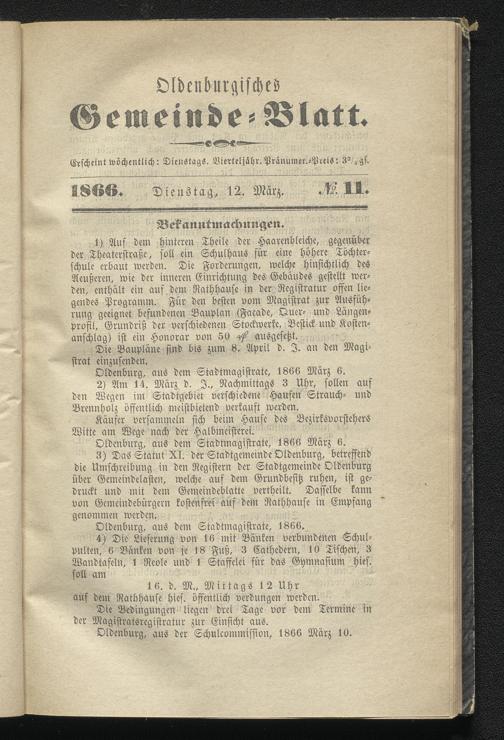 Oldenburgisches
Gemeinde-Blatt.
Erscheint wöchentlich: Dienstags. Vierteljähr. Pränumer.-Preis: 3¾ gſ.
1866. Dienstag, 12. März. № 11.
Bekanntmachungen.
1) Auf dem hinteren Theile der Haarenbleiche, gegenüber
der Theaterstraße, soll ein Schulhaus für eine höhere Töchter-
schule erbaut werden. Die Forderungen, welche hinsichtlich des
Aeußeren, wie der inneren Einrichtung des Gebäudes gestellt wer-
den, enthält ein auf dem Rathhause in der Registratur offen lie-
gendes Programm. Für den besten vom Magistrat zur Ausfüh-
rung geeignet befundenen Bauplan (Facade, Quer- und Längen-
profil, Grundriß der verschiedenen Stockwerke, Bestick und Kosten-
anschlag) ist ein Honorar von 50 ₰ ausgesetzt.
Die Baupläne sind bis zum 8. April d. J. an den Magi-
strat einzusenden.
Oldenburg, aus dem Stadtmagistrate, 1866 März 6.
2) Am 14. März d. J., Nachmittags 3 Uhr, sollen auf
den Wegen im Stadtgebiet verschiedene Haufen Strauch- und
Brennholz öffentlich meistbietend verkauft werden.
Käufer versammeln sich beim Hause des Bezirksvorstehers
Witte am Wege nach der Halbmeisterei.
Oldenburg, aus dem Stadtmagistrate, 1866 März 6.
3) Das Statut XI. der Stadtgemeinde Oldenburg, betreffend
die Umschreibung in den Registern der Stadtgemeinde Oldenburg
über Gemeindelasten, welche auf dem Grundbesitz ruhen, ist ge-
druckt und mit dem Gemeindeblatte vertheilt. Dasselbe kann
von Gemeindebürgern kostenfrei auf dem Rathhause in Empfang
genommen werden.
Oldenburg, aus dem Stadtmagistrate, 1866.
4) Die Lieferung von 16 mit Bänken verbundenen Schul-
pulten, 6 Bänken von je 18 Fuß, 3 Cathedern, 10 Tischen, 3
Wandtafeln, 1 Reole und 1 Staffelei für das Gymnasium hies.
soll am
16. d. M., Mittags 12 Uhr
auf dem Rathhause hies. öffentlich verdungen werden.
Die Bedingungen liegen drei Tage vor dem Termine in
der Magistratsregistratur zur Einsicht aus.
Oldenburg, aus der Schulcommission, 1866 März 10.